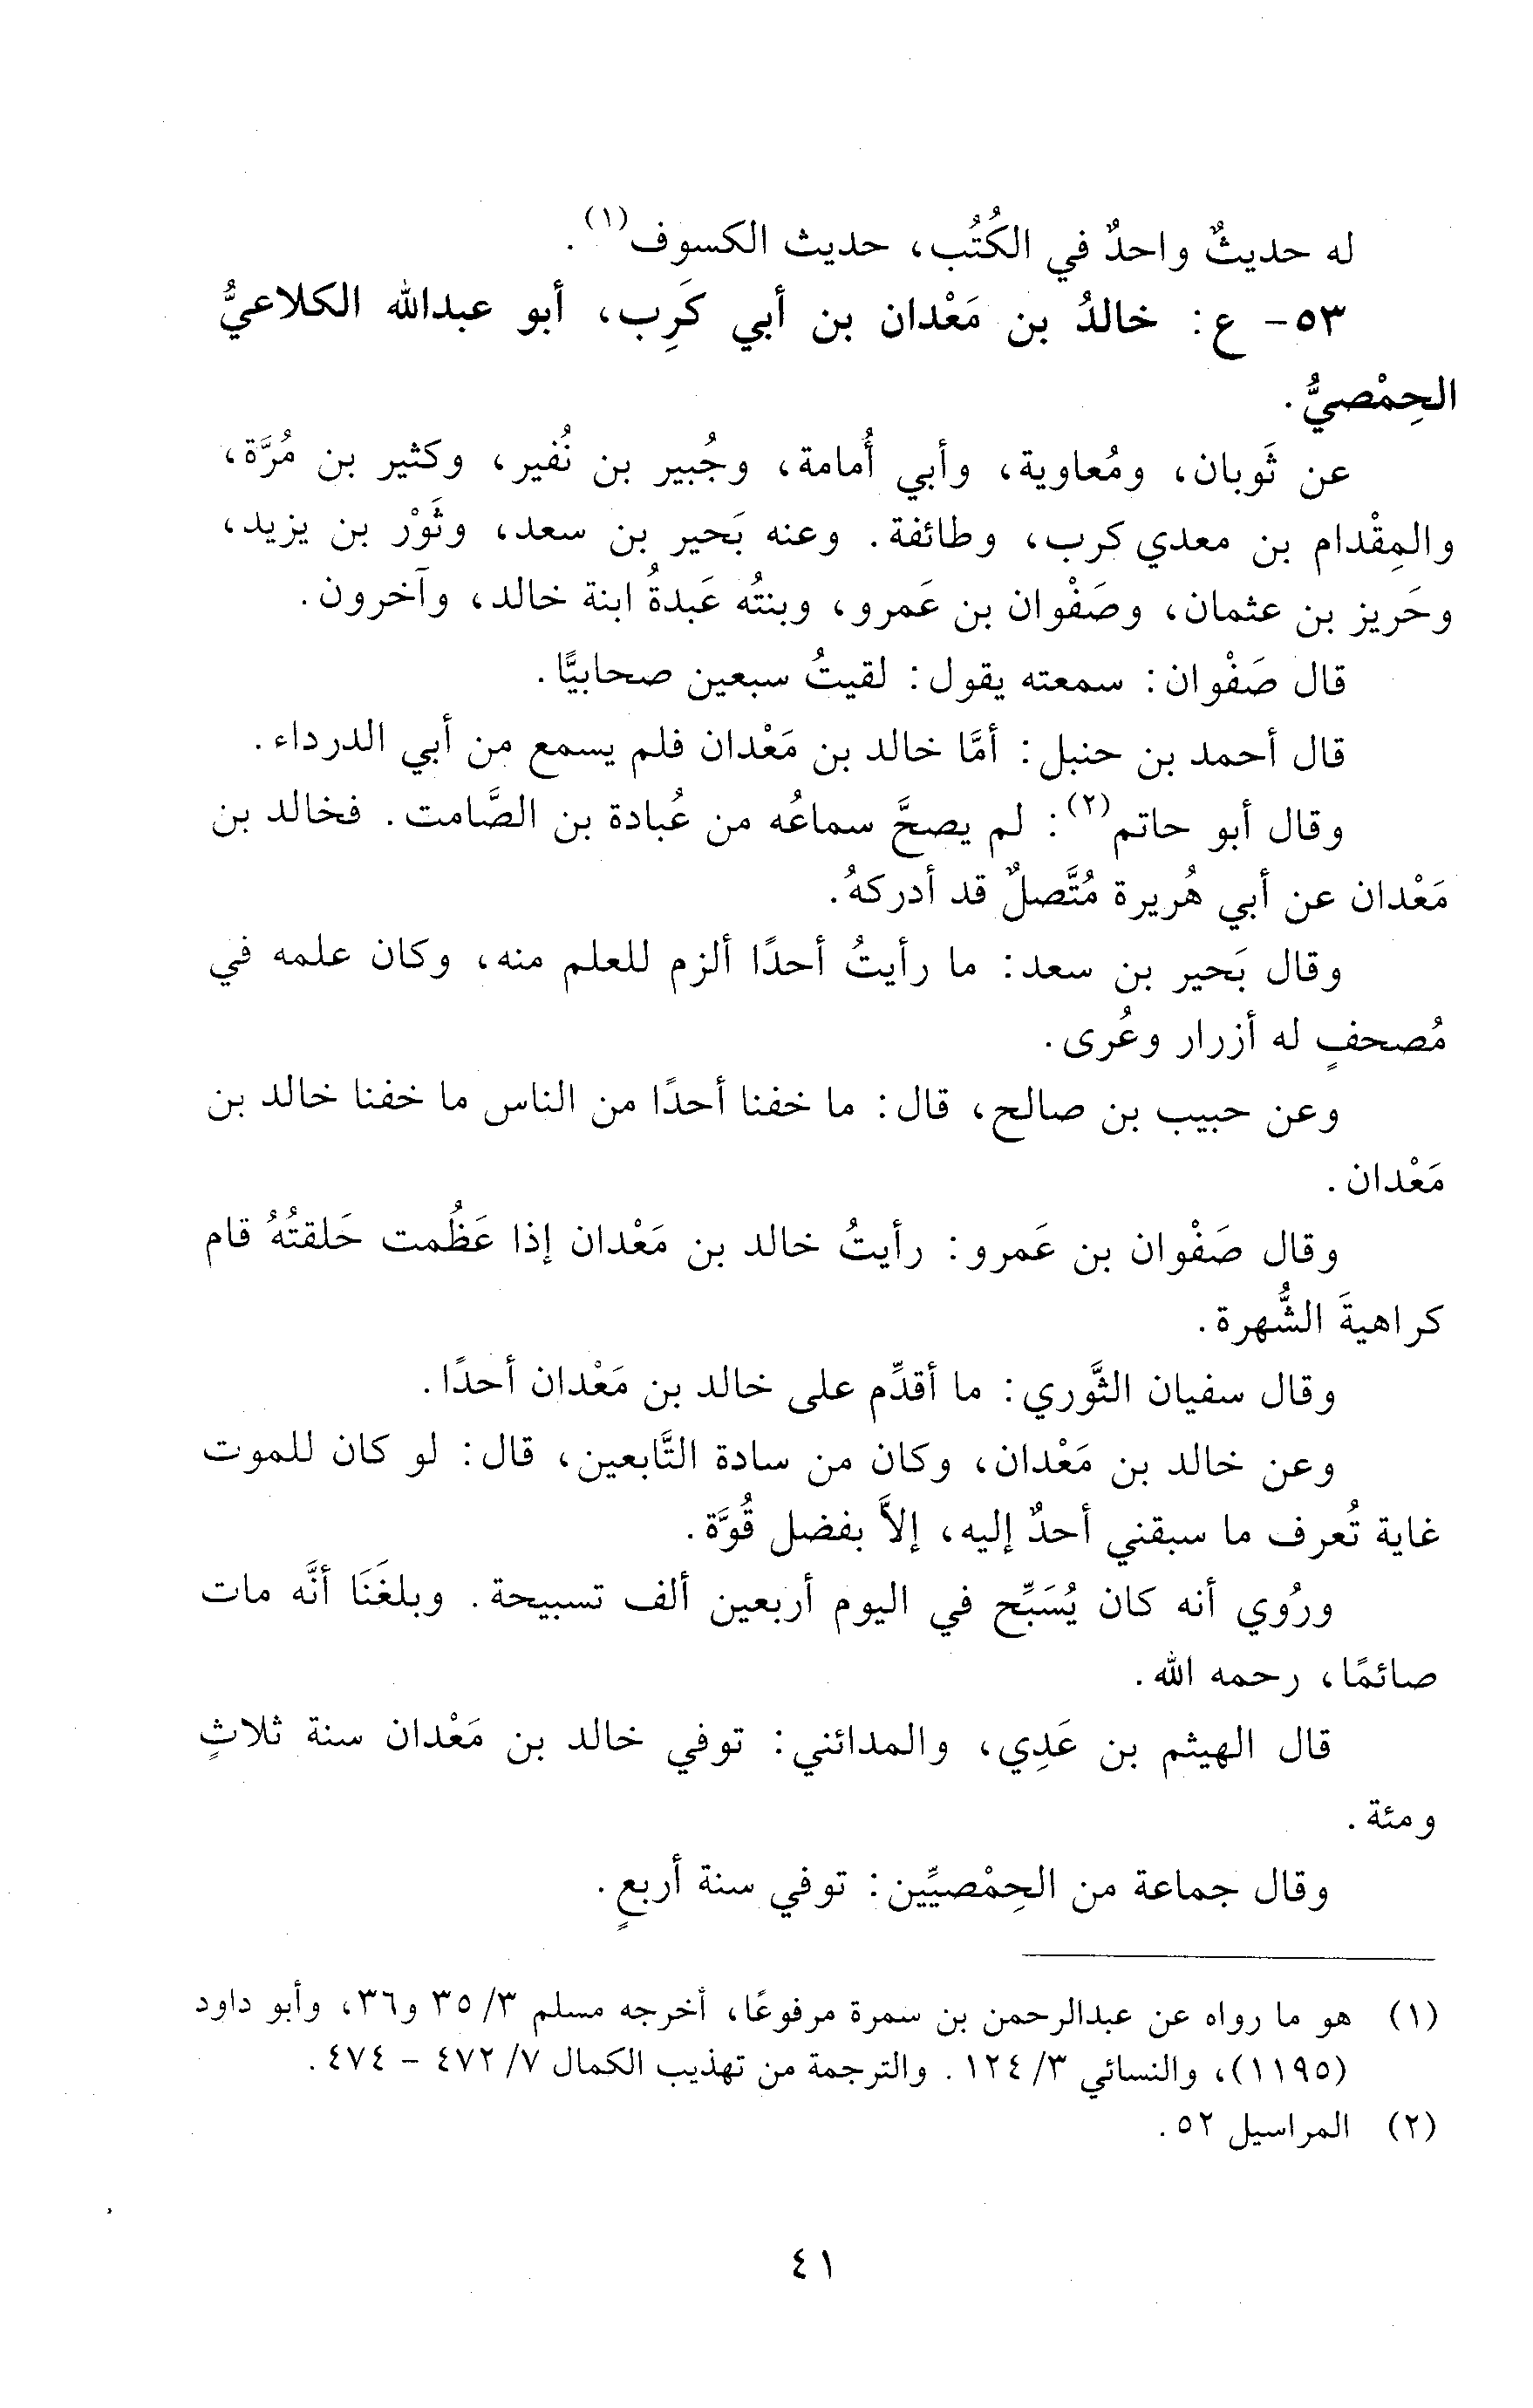 له حديثٌ واحدٌ في الكُتُب، حديث الكسوف(١).
٥٣- ع: خالدُ بن مَعْدان بن أبي كَرِب، أبو عبدالله الكلاعيُّ
الحِمْصيُّ.
عن ثَوبان، ومُعاوية، وأبي أُمامة، وجُبير بن نُفير، وكثير بن مُرَّة،
والمِقْدام بن معدي كرب، وطائفة. وعنه بَحير بن سعد، وثَوْر بن يزيد،
وحَريز بن عثمان، وصَفْوان بن عَمرو، وبنتُه عَبدةُ ابنة خالد، وآخرون.
قال صَفْوان: سمعته يقول: لقيتُ سبعين صحابيًّا.
قال أحمد بن حنبل: أمَّا خالد بن مَعْدان فلم يسمع من أبي الدرداء.
وقال أبو حاتم(٢): لم يصحَّ سماعُه من عُبادة بن الصَّامت. فخالد بن
مَعْدان عن أبي هُريرة مُتَّصلٌ قد أدركهُ.
وقال بَحير بن سعد: ما رأيتُ أحدًا ألزم للعلم منه، وكان علمه في
مُصحفٍ له أزرار وعُرى.
وعن حبيب بن صالح، قال: ما خفنا أحدًا من الناس ما خفنا خالد بن
مَعْدان.
وقال صَفْوان بن عَمرو: رأيتُ خالد بن مَعْدان إذا عَظُمت حَلقتُهُ قام
كراهيةَ الشُّهرة.
وقال سفيان الثَّوري: ما أقدِّم على خالد بن مَعْدان أحدًا.
وعن خالد بن مَعْدان، وكان من سادة التَّابعين، قال: لو كان للموت
غاية تُعرف ما سبقني أحدٌ إليه، إلاَّ بفضل قُوَّة.
ورُوي أنه كان يُسَبِّح في اليوم أربعين ألف تسبيحة. وبلغَنَا أنَّه مات
صائمًا، رحمه الله.
قال الهيثم بن عَدِي، والمدائني: توفي خالد بن مَعْدان سنة ثلاثٍ
ومئة.
وقال جماعة من الحِمْصيِّين: توفي سنة أربعٍ.
(١) هو ما رواه عن عبدالرحمن بن سمرة مرفوعًا، أخرجه مسلم ٣/ ٣٥ و٣٦، وأبو داود
(١١٩٥)، والنسائي ٣/ ١٢٤. والترجمة من تهذيب الكمال ٧/ ٤٧٢ - ٤٧٤.
(٢) المراسيل ٥٢.
٤١